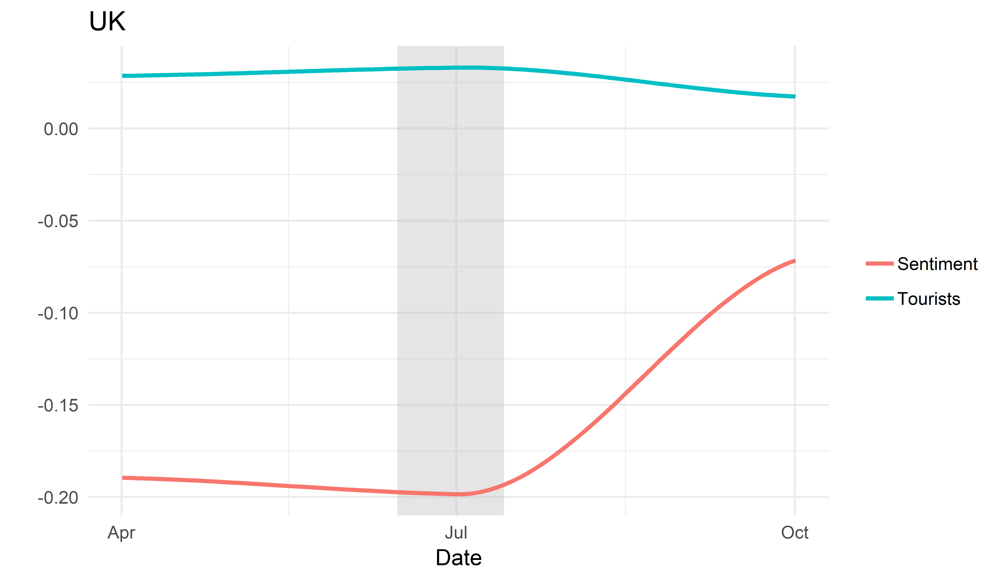 UK
0.00
-0.05
-0.10
-0.15
-0.20
Apr Jul Oct
Date
Sentiment
Tourists